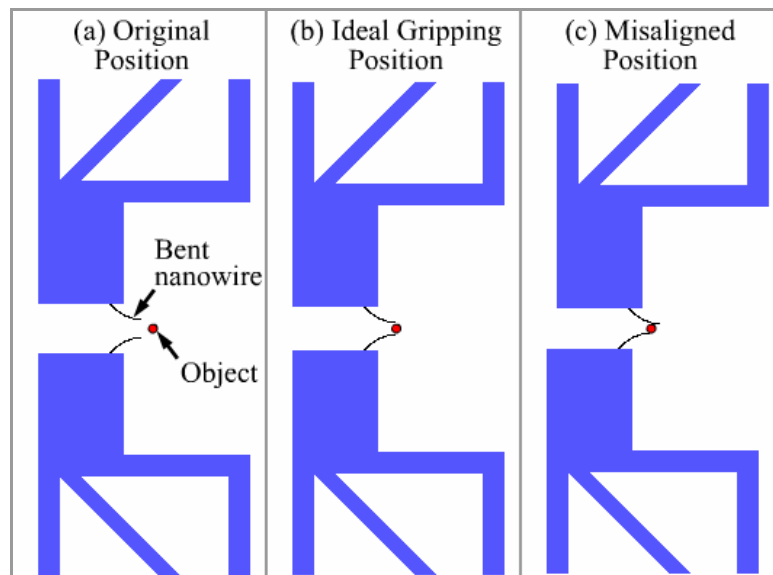 (a) Original
Position
(b) Ideal Gripping
Position
(c) Misaligned
Position
Bent
nanowire
Object